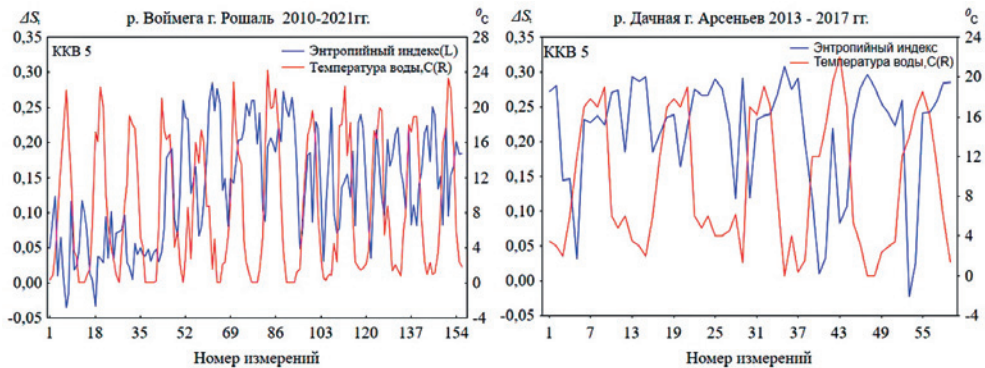 ΔS,
р. Воймега г. Рошаль 2010-2021гг.
°С
ККВ 5
Энтропийный индекс(L)
Температура воды,С(R)
0,35
0,30
0,25
0,20
0,15
0,10
0,05
0,00
-0,05
28
24
20
16
12
8
4
0
-4
1 18 35 52 69 86 103 120 137 154
Номер измерений
ΔS,
р. Дачная г. Арсеньев 2013 - 2017 гг.
°С
ККВ 5
Энтропийный индекс
Температура воды,С(R)
0,35
0,30
0,25
0,20
0,15
0,10
0,05
0,00
-0,05
24
20
16
12
8
4
0
-4
1 7 13 19 25 31 37 43 49 55
Номер измерений